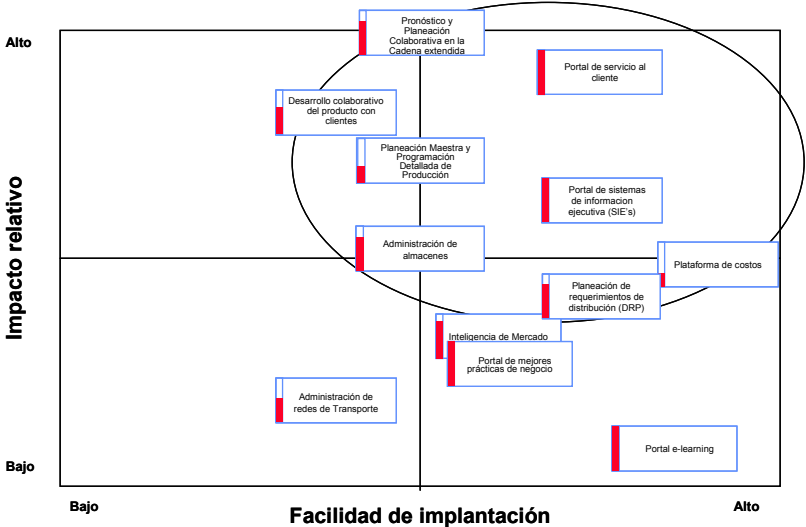 Alto
Pronóstico y
Planeación
Colaborativa en la
Cadena extendida
Portal de servicio al
cliente
Desarrollo colaborativo
del producto con
clientes
Planeación Maestra y
Programación
Detallada de
Producción
Portal de sistemas
de informacion
ejecutiva (SIE's)
Administración de
almacenes
Plataforma de costos
Planeación de
requerimientos de
distribución (DRP)
Inteligencia de Mercado
Portal de mejores
prácticas de negocio
Administración de
redes de Transporte
Portal e-learning
Impacto relativo
Bajo
Bajo
Facilidad de implantación
Alto